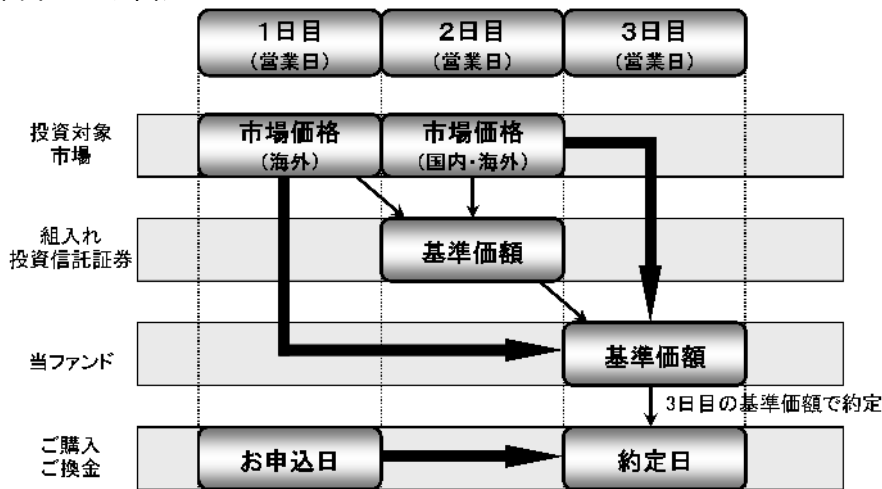 1日目
(営業日)
2日目
(営業日)
3日目
(営業日)
投資対象
市場
市場価格
(海外)
市場価格
(国内・海外)
組入れ
投資信託証券
基準価額
当ファンド
基準価額
3日目の基準価額で約定
ご購入
ご換金
お申込日
約定日